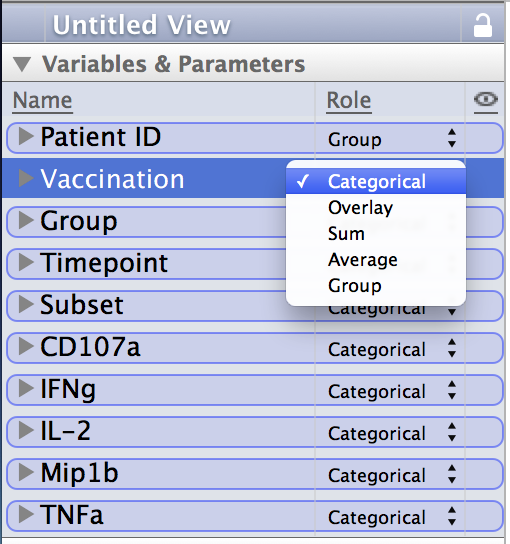 Untitled View
Variables & Parameters
Name Role
Patient ID Group
Vaccination ✓ Categorical
Overlay
Group
Sum
Timepoint Average
Group
Subset Categorical
CD107a Categorical
IFNg Categorical
IL-2 Categorical
Mip1b Categorical
TNFa Categorical